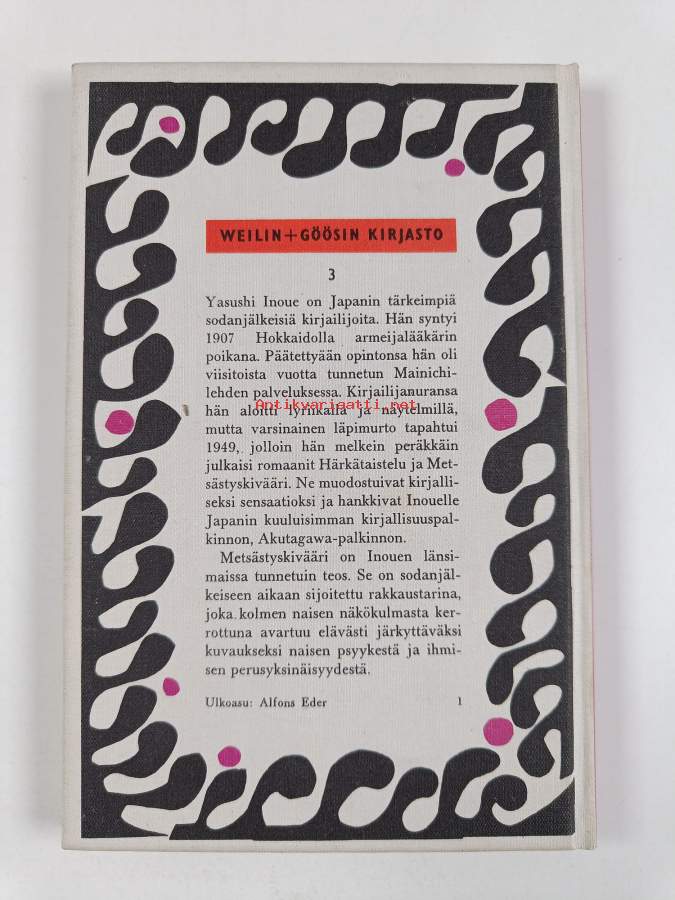 WEILIN+GÖÖSIN KIRJASTO
3
Yasushi Inoue on Japanin tärkeimpiä
sodanjälkeisiä kirjailijoita. Hän syntyi
1907 Hokkaidolla armeijalääkärin
poikana. Päätettyään opintonsa hän oli
viisitoista vuotta tunnetun Mainichi-
lehden palveluksessa. Kirjailijanuransa
Antikvariaatti.net
hän aloitti lyriikalla ja näytelmillä,
mutta varsinainen läpimurto tapahtui
1949, jolloin hän melkein peräkkäin
julkaisi romaanit Härkätaistelu ja Met-
sästyskivääri. Ne muodostuivat kirjalli-
seksi sensaatioksi ja hankkivat Inouelle
Japanin kuuluisimman kirjallisuuspal-
kinnon, Akutagawa-palkinnon.
Metsästyskivääri on Inouen länsi-
maissa tunnetuin teos. Se on sodanjäl-
keiseen aikaan sijoitettu rakkaustarina,
joka kolmen naisen näkökulmasta ker-
rottuna avartuu elävästi järkyttäväksi
kuvaukseksi naisen psyykestä ja ihmi-
sen perusyksinäisyydestä.
Ulkoasu: Alfons Eder 1